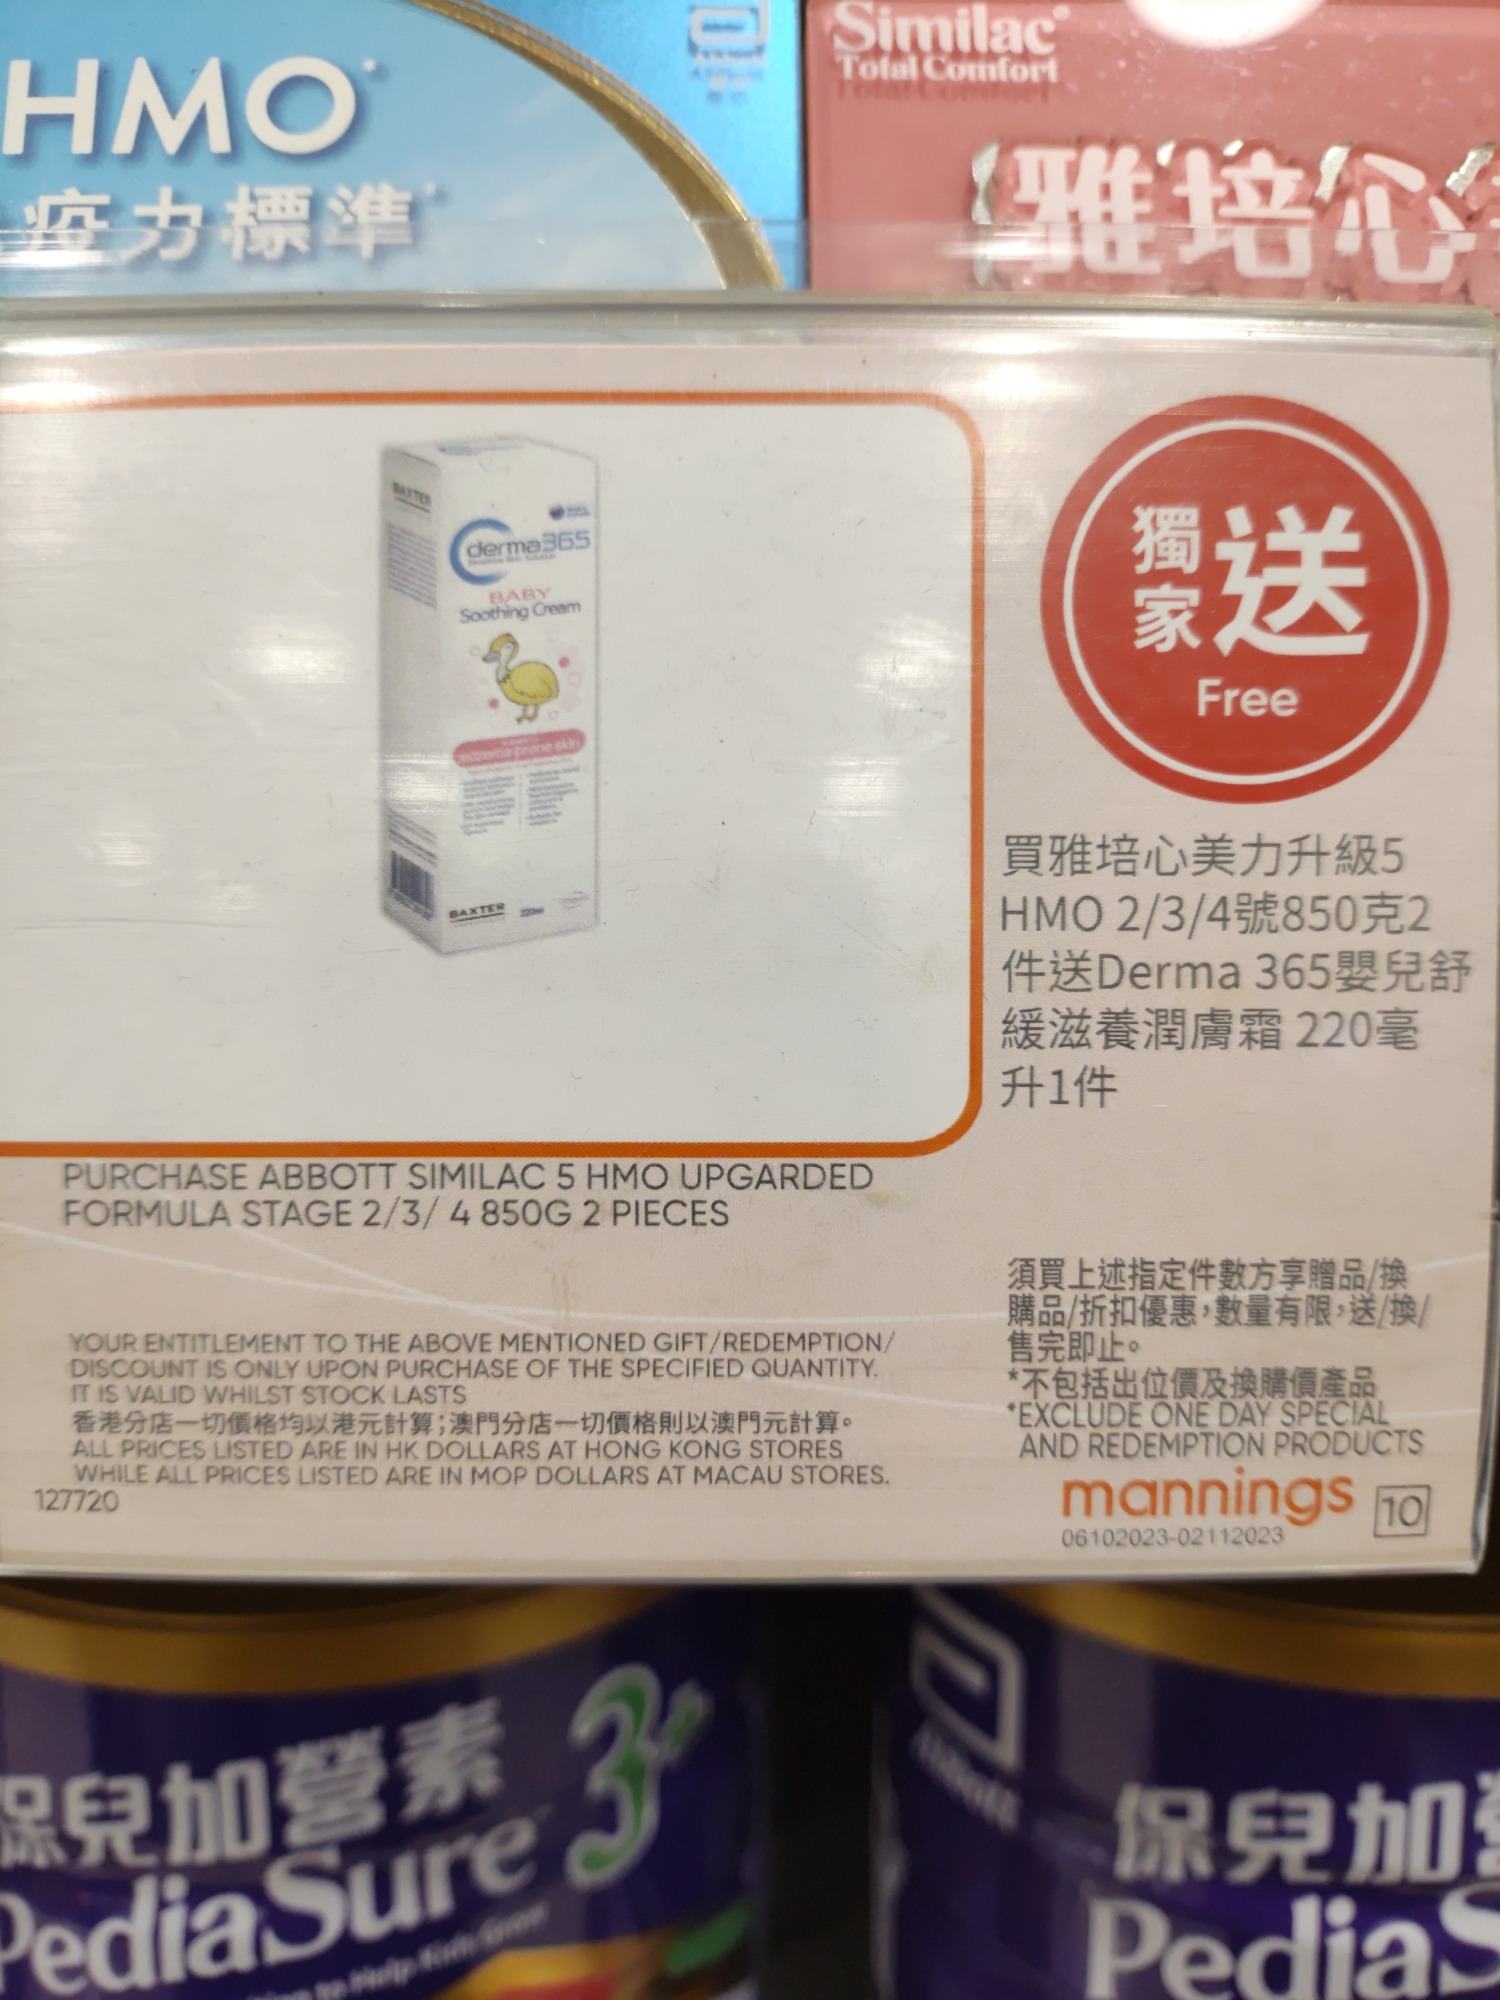 HMO
疫力標準
Similac
Total Comfort
雅培心
BAXTER
derma365
BABY
Soothing Cream
eczema-prone skin
BAXTER
220ml
獨家送
Free
買雅培心美力升級5
HMO 2/3/4號850克2
件送Derma 365嬰兒舒
緩滋養潤膚霜 220毫
升1件
PURCHASE ABBOTT SIMILAC 5 HMO UPGARDED
FORMULA STAGE 2/3/ 4 850G 2 PIECES
YOUR ENTITLEMENT TO THE ABOVE MENTIONED GIFT/REDEMPTION/
DISCOUNT IS ONLY UPON PURCHASE OF THE SPECIFIED QUANTITY.
IT IS VALID WHILST STOCK LASTS
香港分店一切價格均以港元計算;澳門分店一切價格則以澳門元計算。
ALL PRICES LISTED ARE IN HK DOLLARS AT HONG KONG STORES
WHILE ALL PRICES LISTED ARE IN MOP DOLLARS AT MACAU STORES.
127720
須買上述指定件數方享贈品/換
購品/折扣優惠,數量有限,送/換/
售完即止。
*不包括出位價及換購價產品
*EXCLUDE ONE DAY SPECIAL
AND REDEMPTION PRODUCTS
mannings
10
06102023-02112023
保兒加營素 3+
PediaSure
to Help Kids Grow
Abbott
保兒加
PediaS